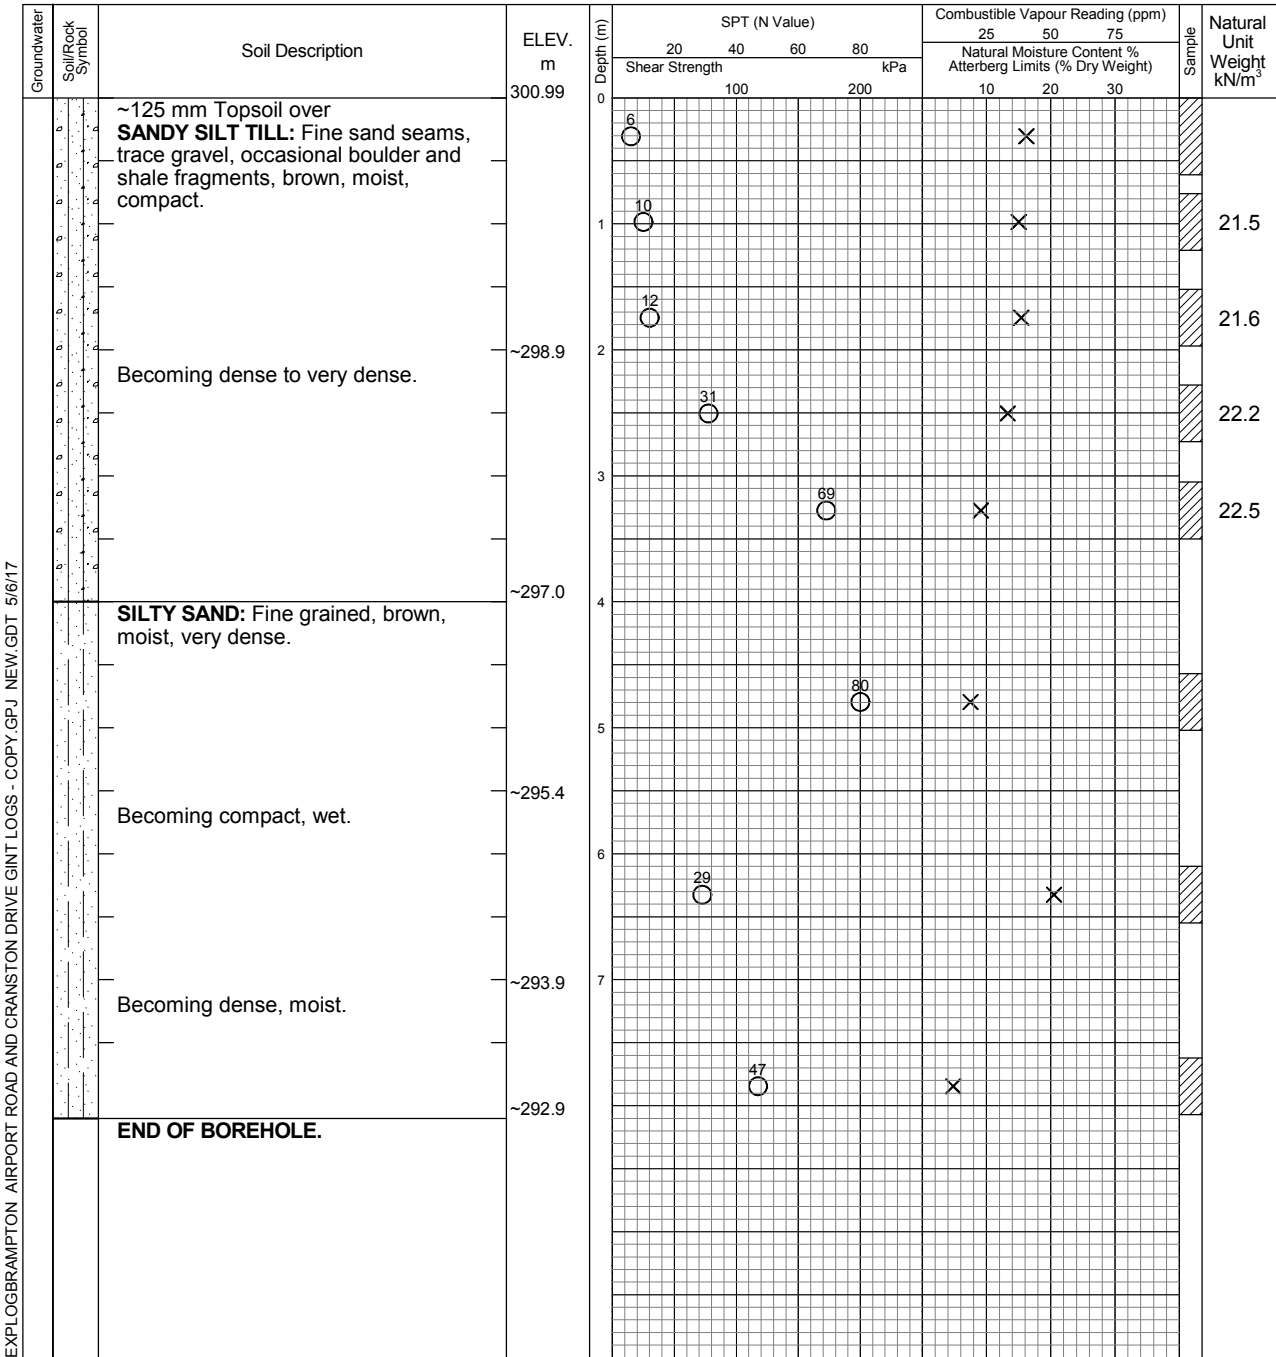 Groundwater
Soil/Rock
Symbol
Soil Description
ELEV.
m
300.99
Depth (m)
SPT (N Value)
20 40 60 80
Shear Strength kPa
100 200
Combustible Vapour Reading (ppm)
25 50 75
Natural Moisture Content %
Atterberg Limits (% Dry Weight)
10 20 30
Sample
Natural
Unit
Weight
kN/m³
0
~125 mm Topsoil over
SANDY SILT TILL: Fine sand seams,
trace gravel, occasional boulder and
shale fragments, brown, moist,
compact.
6
10
1
21.5
12
21.6
~298.9
2
Becoming dense to very dense.
31
22.2
3
69
22.5
~297.0
4
SILTY SAND: Fine grained, brown,
moist, very dense.
80
5
~295.4
Becoming compact, wet.
6
29
~293.9
7
Becoming dense, moist.
47
~292.9
END OF BOREHOLE.
EXPLOGBRAMPTON AIRPORT ROAD AND CRANSTON DRIVE GINT LOGS - COPY.GPJ NEW.GDT 5/6/17